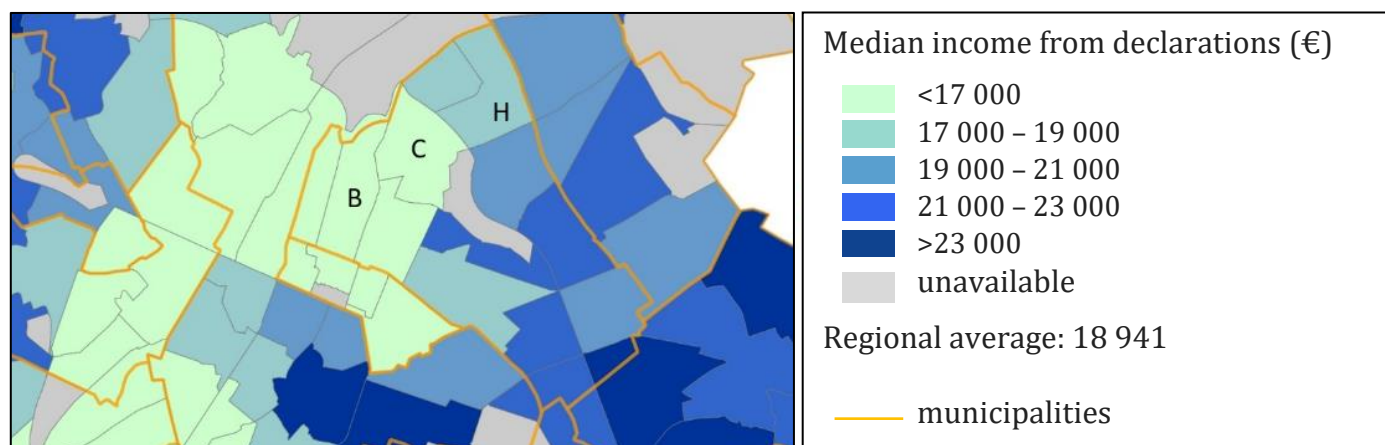 H
C
B
Median income from declarations (€)
<17 000
17 000 – 19 000
19 000 – 21 000
21 000 – 23 000
>23 000
unavailable
Regional average: 18 941
municipalities